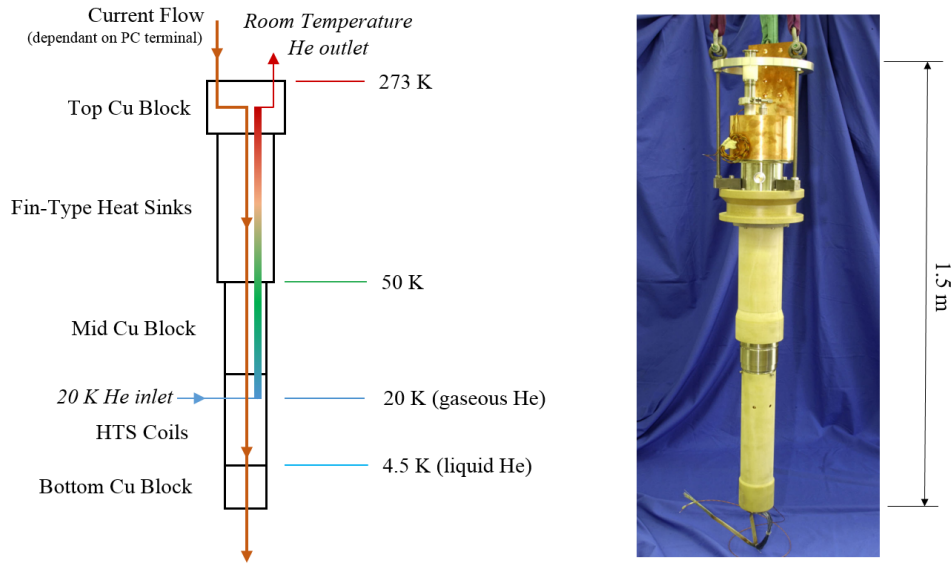 Current Flow
(dependant on PC terminal)
Room Temperature
He outlet
273 K
Top Cu Block
Fin-Type Heat Sinks
50 K
Mid Cu Block
20 K He inlet
20 K (gaseous He)
HTS Coils
4.5 K (liquid He)
Bottom Cu Block
1.5 m